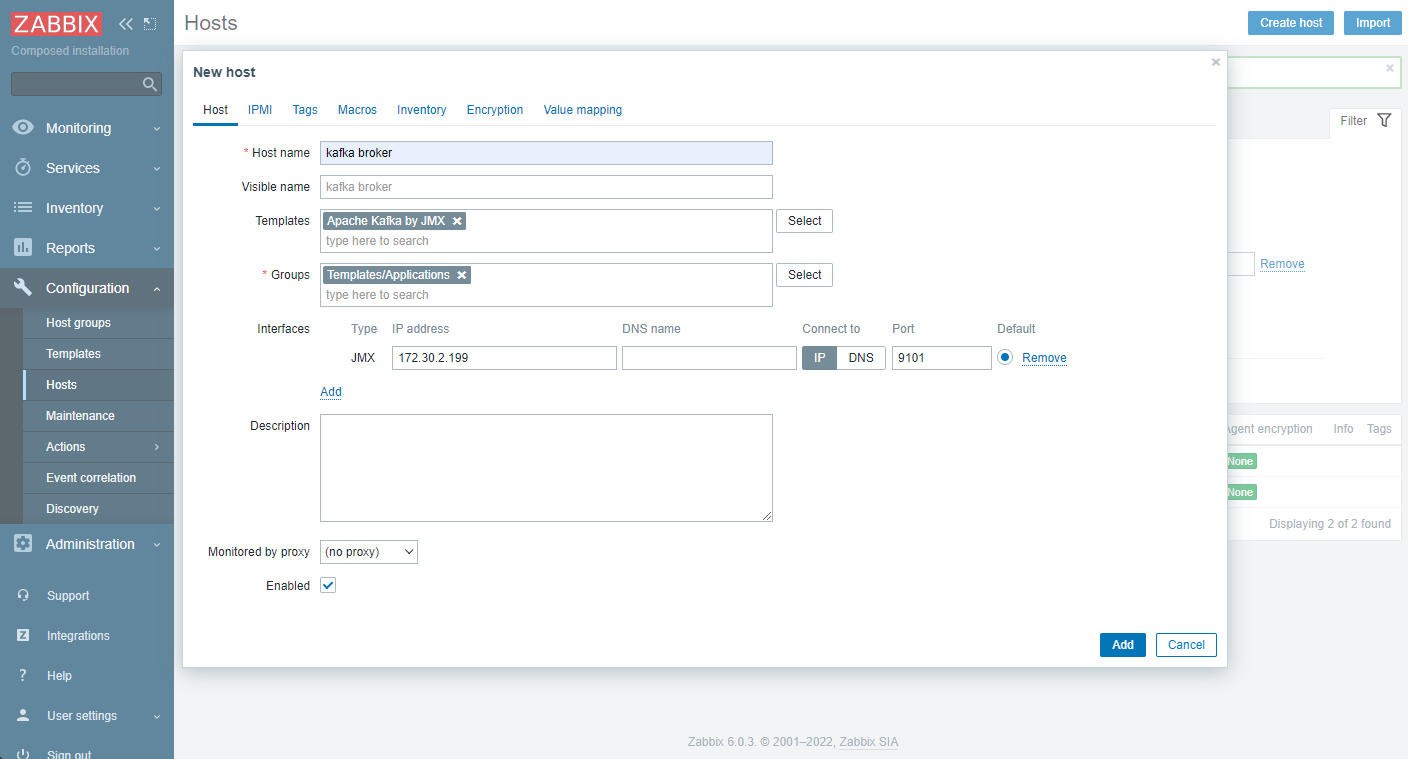 ZABBIX
Composed installation
Monitoring
Services
Inventory
Reports
Configuration
Host groups
Templates
Hosts
Maintenance
Actions
Event correlation
Discovery
Administration
Support
Integrations
Help
User settings
Sign out
Hosts
Create host
Import
Filter
Remove
New host
Host IPMI Tags Macros Inventory Encryption Value mapping
* Host name kafka broker
Visible name kafka broker
Templates Apache Kafka by JMX Select
type here to search
* Groups Templates/Applications Select
type here to search
Interfaces Type IP address DNS name Connect to Port Default
JMX 172.30.2.199 IP DNS 9101 Remove
Add
Description
Monitored by proxy (no proxy)
Enabled
Add Cancel
Agent encryption Info Tags
None
None
Displaying 2 of 2 found
Zabbix 6.0.3. © 2001–2022, Zabbix SIA